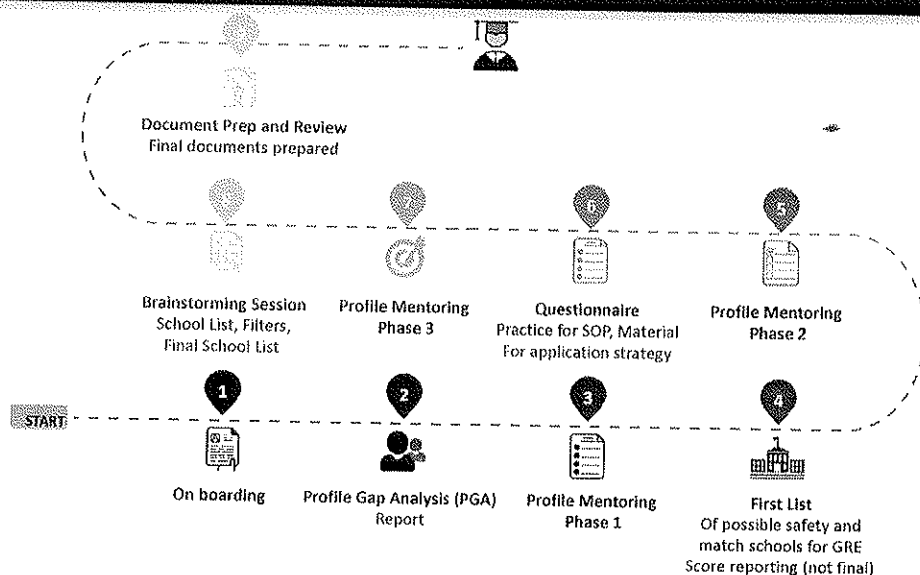 Document Prep and Review
Final documents prepared
7
6
5
Brainstorming Session
School List, Filters,
Final School List
Profile Mentoring
Phase 3
Questionnaire
Practice for SOP, Material
For application strategy
Profile Mentoring
Phase 2
START
1
2
3
4
On boarding
Profile Gap Analysis (PGA)
Report
Profile Mentoring
Phase 1
First List
Of possible safety and
match schools for GRE
Score reporting (not final)